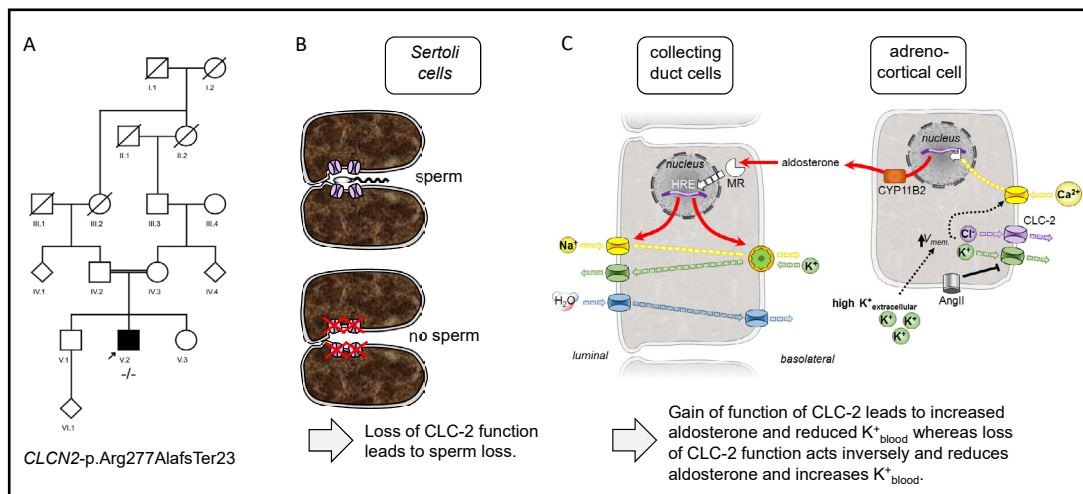 A
I.1
I.2
II.1
II.2
III.1
III.2
III.3
III.4
IV.1
IV.2
IV.3
IV.4
V.1
V.2
V.3
-/-
VI.1
CLCN2-p.Arg277AlafsTer23
B
Sertoli
cells
sperm
no sperm
Loss of CLC-2 function
leads to sperm loss.
C
collecting
duct cells
adreno-
cortical cell
nucleus
HRE
MR
aldosterone
nucleus
CYP11B2
Ca²⁺
CLC-2
Cl⁻
K⁺
Vmem.
AngII
high K⁺extracellular
K⁺
K⁺
K⁺
Na⁺
K⁺
H₂O
luminal
basolateral
Gain of function of CLC-2 leads to increased
aldosterone and reduced K⁺blood whereas loss
of CLC-2 function acts inversely and reduces
aldosterone and increases K⁺blood.